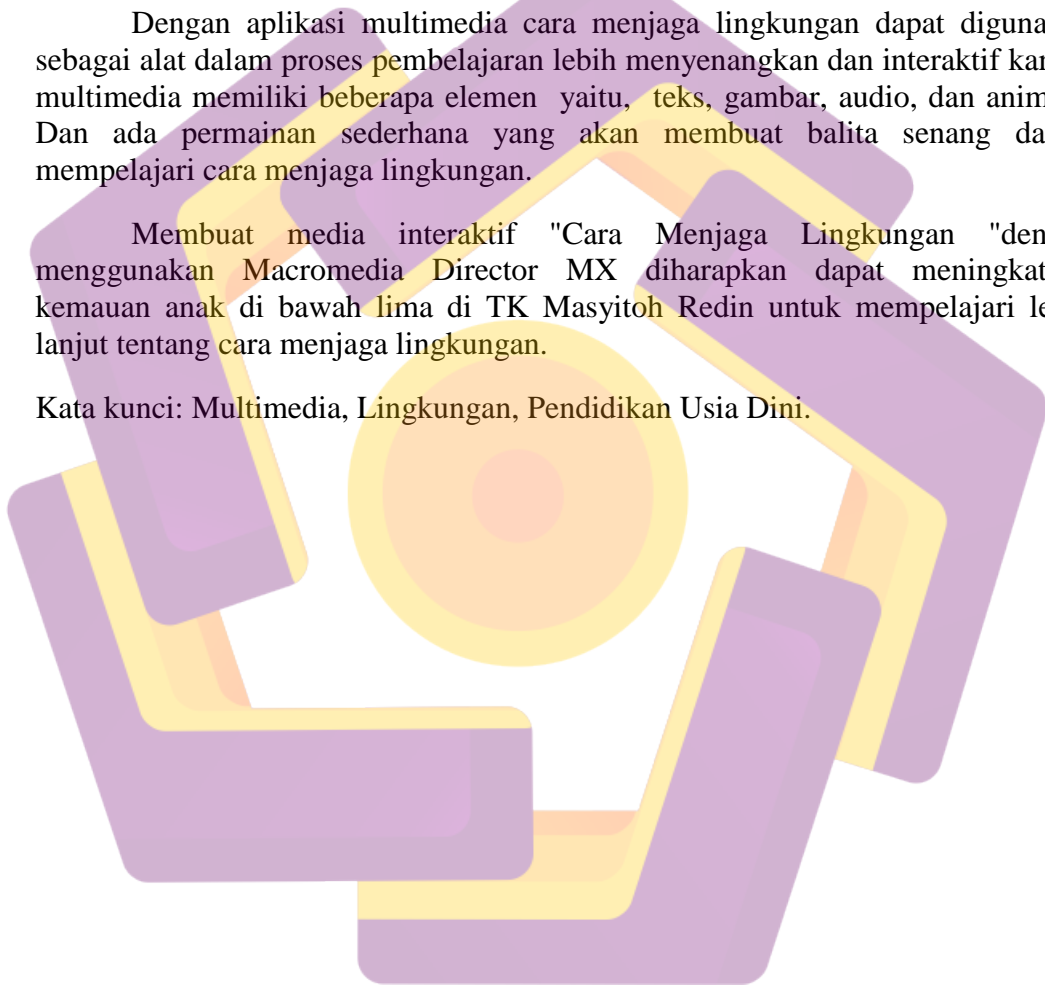 Dengan aplikasi multimedia cara menjaga lingkungan dapat diguna
sebagai alat dalam proses pembelajaran lebih menyenangkan dan interaktif kar
multimedia memiliki beberapa elemen yaitu, teks, gambar, audio, dan anim
Dan ada permainan sederhana yang akan membuat balita senang da
mempelajari cara menjaga lingkungan.
Membuat media interaktif "Cara Menjaga Lingkungan "den
menggunakan Macromedia Director MX diharapkan dapat meningkat
kemauan anak di bawah lima di TK Masyitoh Redin untuk mempelajari le
lanjut tentang cara menjaga lingkungan.
Kata kunci: Multimedia, Lingkungan, Pendidikan Usia Dini.